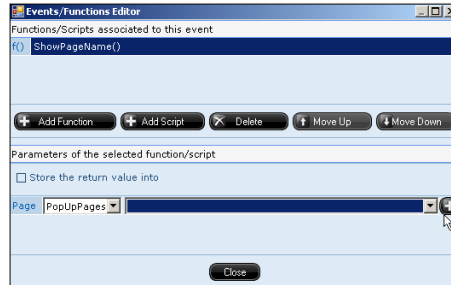 Events/Functions Editor
Functions/Scripts associated to this event
f() ShowPageName()
Add Function Add Script Delete Move Up Move Down
Parameters of the selected function/script
Store the return value into
Page PopUpPages
Close